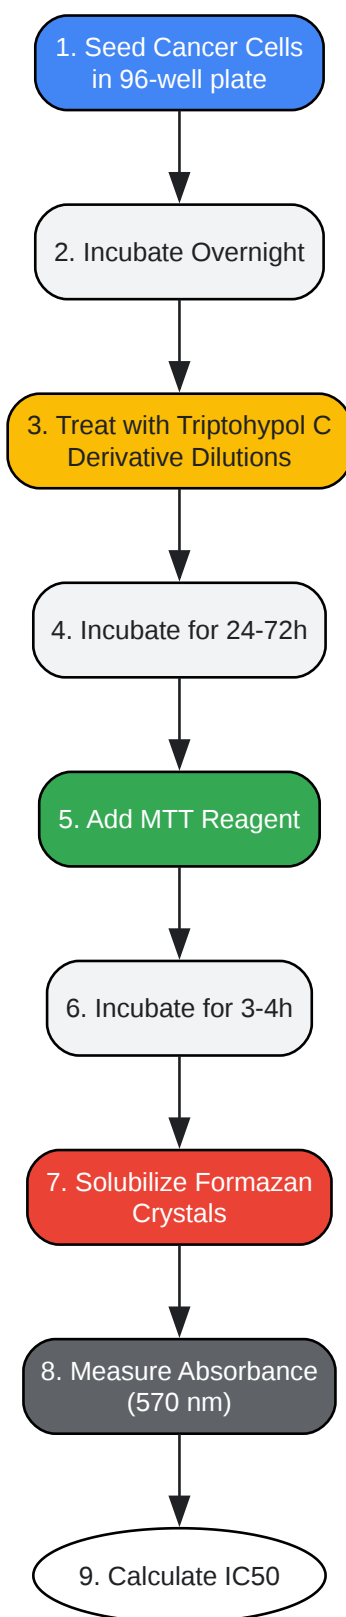 1. Seed Cancer Cells
in 96-well plate
2. Incubate Overnight
3. Treat with Triptohypol C
Derivative Dilutions
4. Incubate for 24-72h
5. Add MTT Reagent
6. Incubate for 3-4h
7. Solubilize Formazan
Crystals
8. Measure Absorbance
(570 nm)
9. Calculate IC50